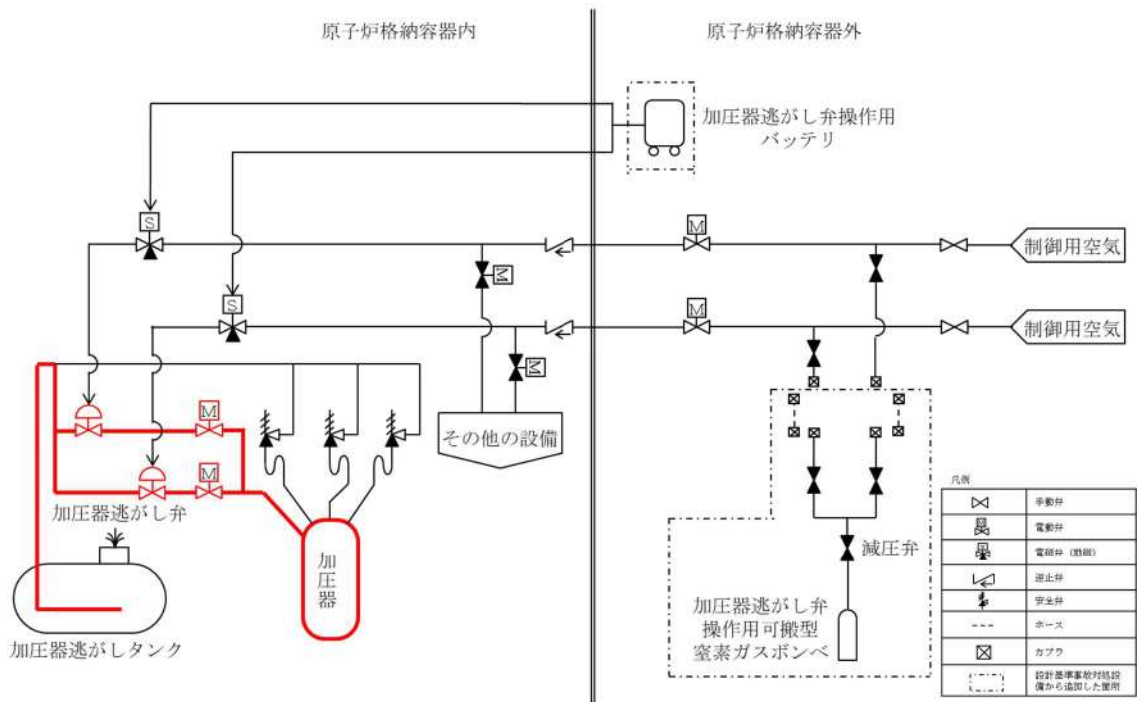 原子炉格納容器内
原子炉格納容器外
加圧器逃がし弁操作用
バッテリ
S
M
制御用空気
M
S
M
制御用空気
M
M
M
その他の設備
加圧器逃がし弁
加圧器
減圧弁
加圧器逃がし弁
操作用可搬型
窒素ガスボンベ
加圧器逃がしタンク
凡例
手動弁
電動弁
電磁弁（励磁）
逆止弁
安全弁
ホース
カプラ
設計基準事故対処設
備から追加した箇所